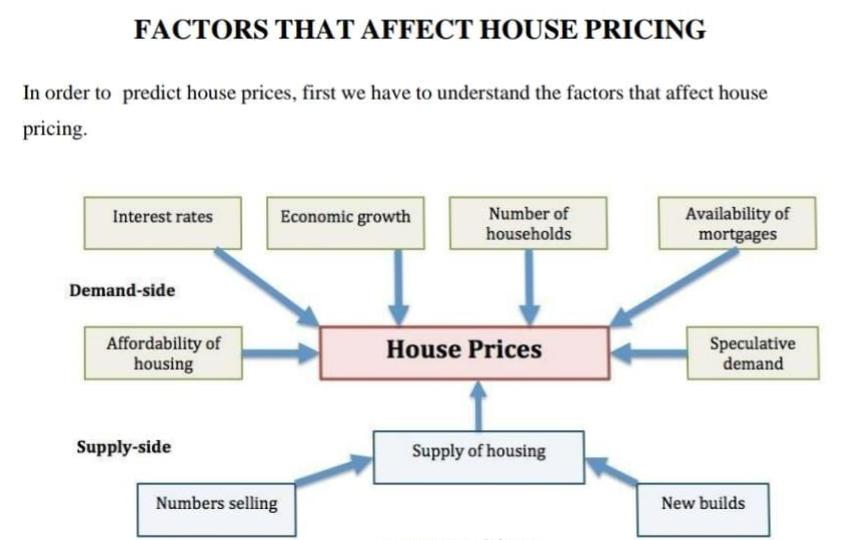 FACTORS THAT AFFECT HOUSE PRICING
In order to predict house prices, first we have to understand the factors that affect house
pricing.
Interest rates
Economic growth
Number of
households
Availability of
mortgages
Demand-side
Affordability of
housing
House Prices
Speculative
demand
Supply-side
Supply of housing
Numbers selling
New builds